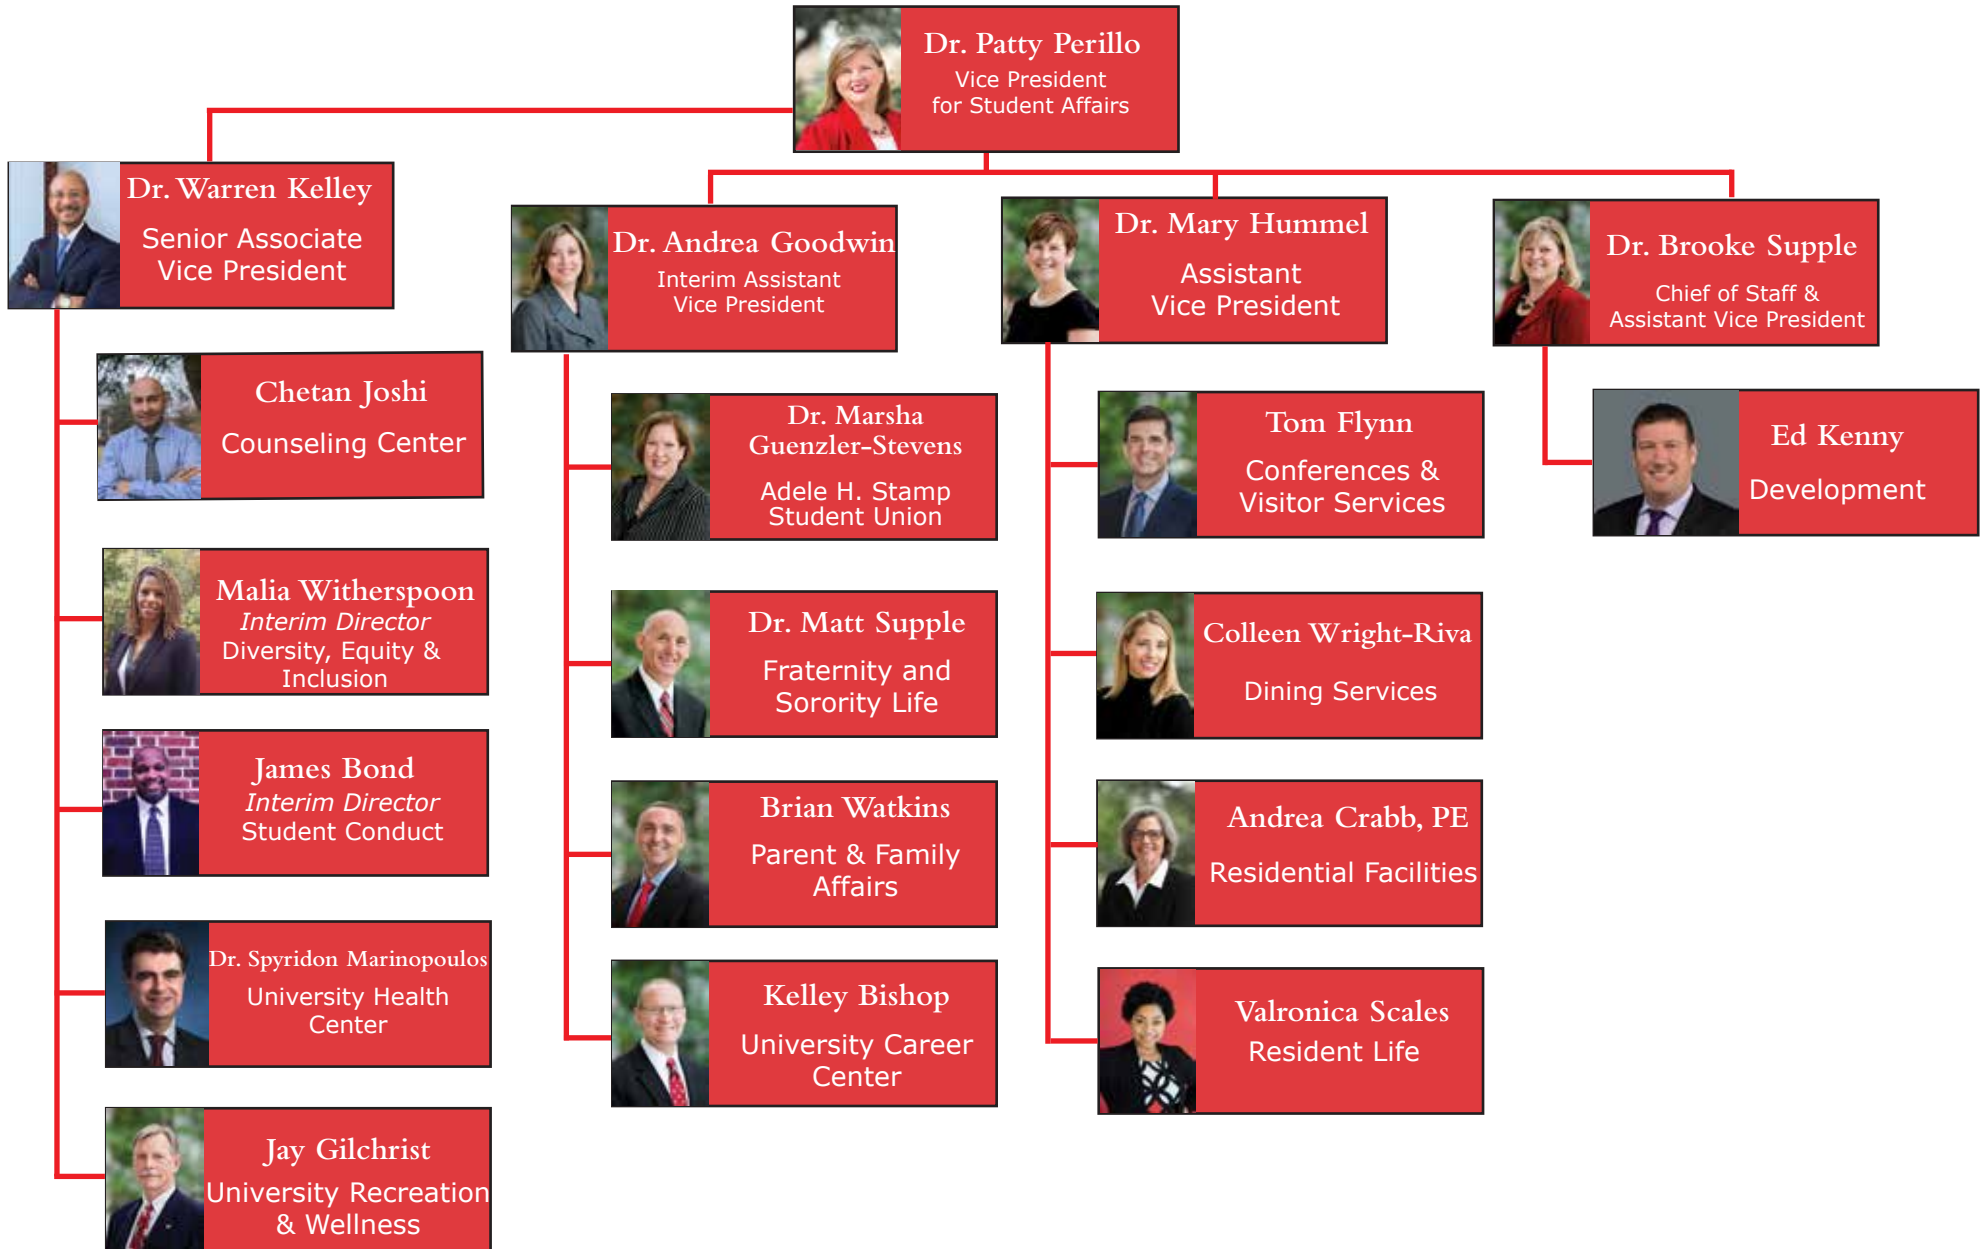 Dr. Patty Perillo
Vice President
for Student Affairs
Dr. Warren Kelley
Senior Associate
Vice President
Dr. Andrea Goodwin
Interim Assistant
Vice President
Dr. Mary Hummel
Assistant
Vice President
Dr. Brooke Supple
Chief of Staff &
Assistant Vice President
Chetan Joshi
Counseling Center
Malia Witherspoon
Interim Director
Diversity, Equity &
Inclusion
James Bond
Interim Director
Student Conduct
Dr. Spyridon Marinopoulos
University Health
Center
Jay Gilchrist
University Recreation
& Wellness
Dr. Marsha
Guenzler-Stevens
Adele H. Stamp
Student Union
Dr. Matt Supple
Fraternity and
Sorority Life
Brian Watkins
Parent & Family
Affairs
Kelley Bishop
University Career
Center
Tom Flynn
Conferences &
Visitor Services
Colleen Wright-Riva
Dining Services
Andrea Crabb, PE
Residential Facilities
Valronica Scales
Resident Life
Ed Kenny
Development